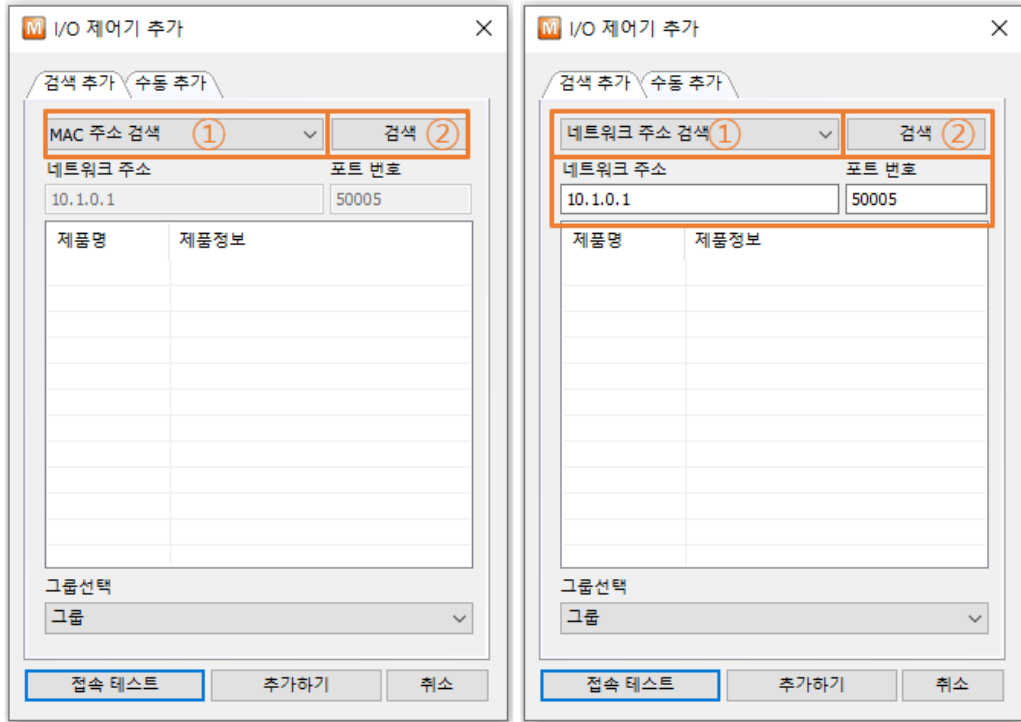 M I/O 제어기 추가
검색 추가 수동 추가
MAC 주소 검색 ① 검색 ②
네트워크 주소 포트 번호
10.1.0.1 50005
제품명 제품정보
그룹선택
그룹
접속 테스트 추가하기 취소
M I/O 제어기 추가
검색 추가 수동 추가
네트워크 주소 검색 ① 검색 ②
네트워크 주소 포트 번호
10.1.0.1 50005
제품명 제품정보
그룹선택
그룹
접속 테스트 추가하기 취소